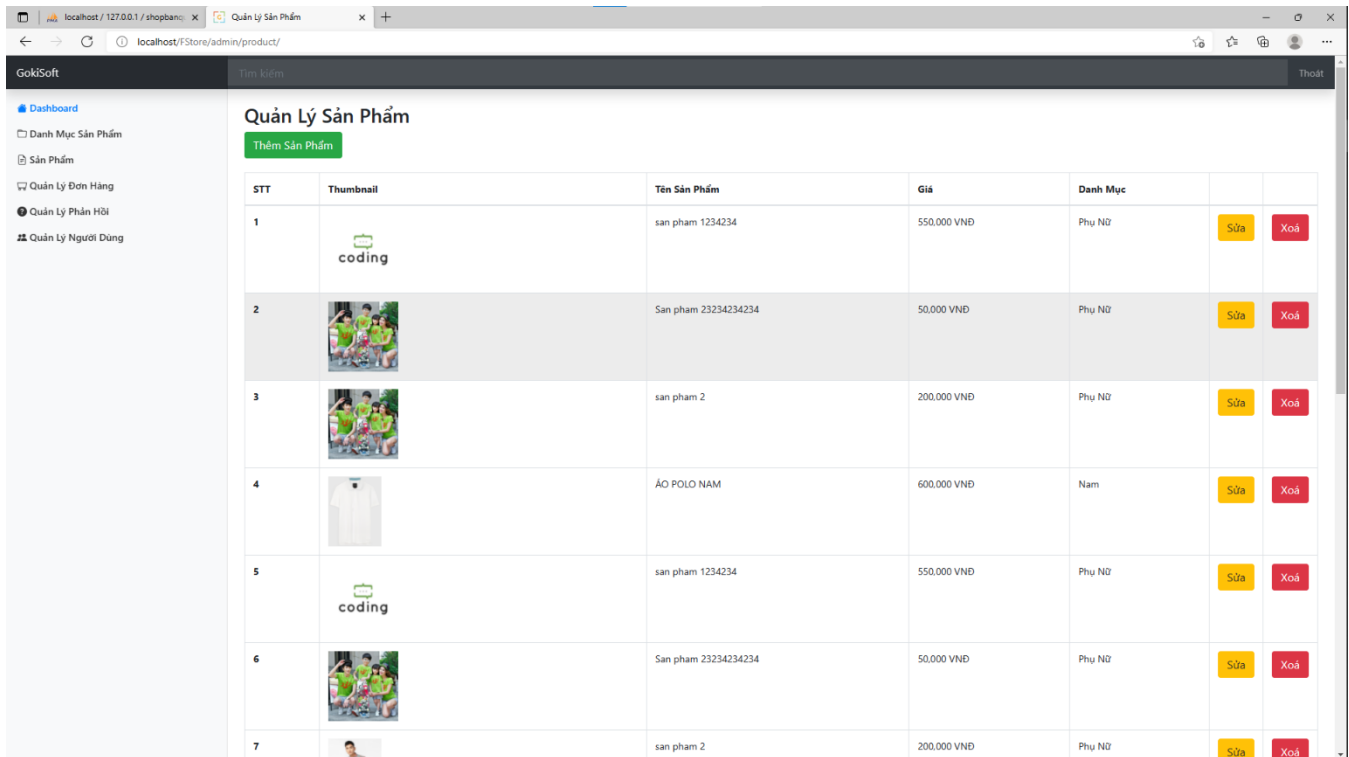 localhost / 127.0.0.1 / shopbanq
Quản Lý Sản Phẩm
localhost/FStore/admin/product/
GokiSoft
Tìm kiếm
Thoát
Dashboard
Danh Mục Sản Phẩm
Sản Phẩm
Quản Lý Đơn Hàng
Quản Lý Phản Hồi
Quản Lý Người Dùng
Quản Lý Sản Phẩm
Thêm Sản Phẩm
STT Thumbnail Tên Sản Phẩm Giá Danh Mục
1 coding san pham 1234234 550,000 VNĐ Phụ Nữ Sửa Xoá
2 San pham 23234234234 50,000 VNĐ Phụ Nữ Sửa Xoá
3 san pham 2 200,000 VNĐ Phụ Nữ Sửa Xoá
4 ÁO POLO NAM 600,000 VNĐ Nam Sửa Xoá
5 coding san pham 1234234 550,000 VNĐ Phụ Nữ Sửa Xoá
6 San pham 23234234234 50,000 VNĐ Phụ Nữ Sửa Xoá
7 san pham 2 200,000 VNĐ Phụ Nữ Sửa Xoá